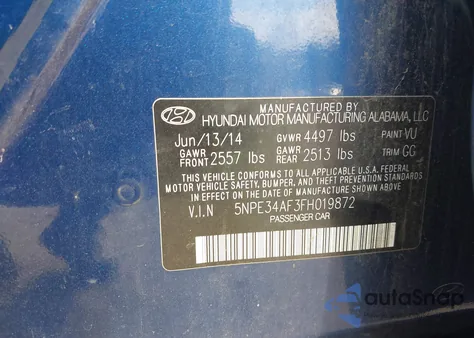 MANUFACTURED BY
HYUNDAI MOTOR MANUFACTURING ALABAMA, LLC
Jun/13/14 GVWR 4497 lbs PAINT VU
GAWR FRONT 2557 lbs GAWR REAR 2513 lbs TRIM GG
THIS VEHICLE CONFORMS TO ALL APPLICABLE U.S.A. FEDERAL
MOTOR VEHICLE SAFETY, BUMPER, AND THEFT PREVENTION
STANDARDS IN EFFECT ON THE DATE OF MANUFACTURE SHOWN ABOVE.
V.I.N 5NPE34AF3FH019872
PASSENGER CAR
autoSnap